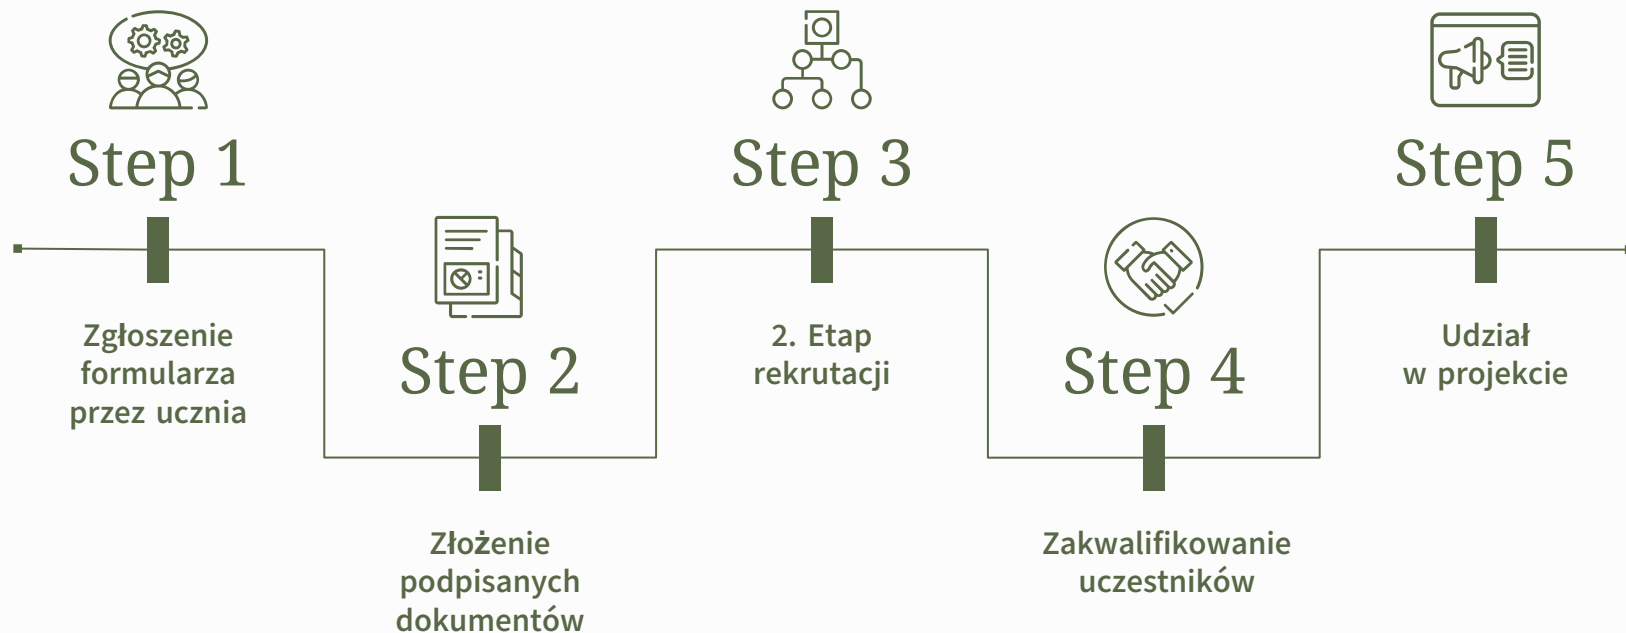 Step 1
Zgłoszenie
formularza
przez ucznia
Step 2
Złożenie
podpisanych
dokumentów
Step 3
2. Etap
rekrutacji
Step 4
Zakwalifikowanie
uczestników
Step 5
Udział
w projekcie